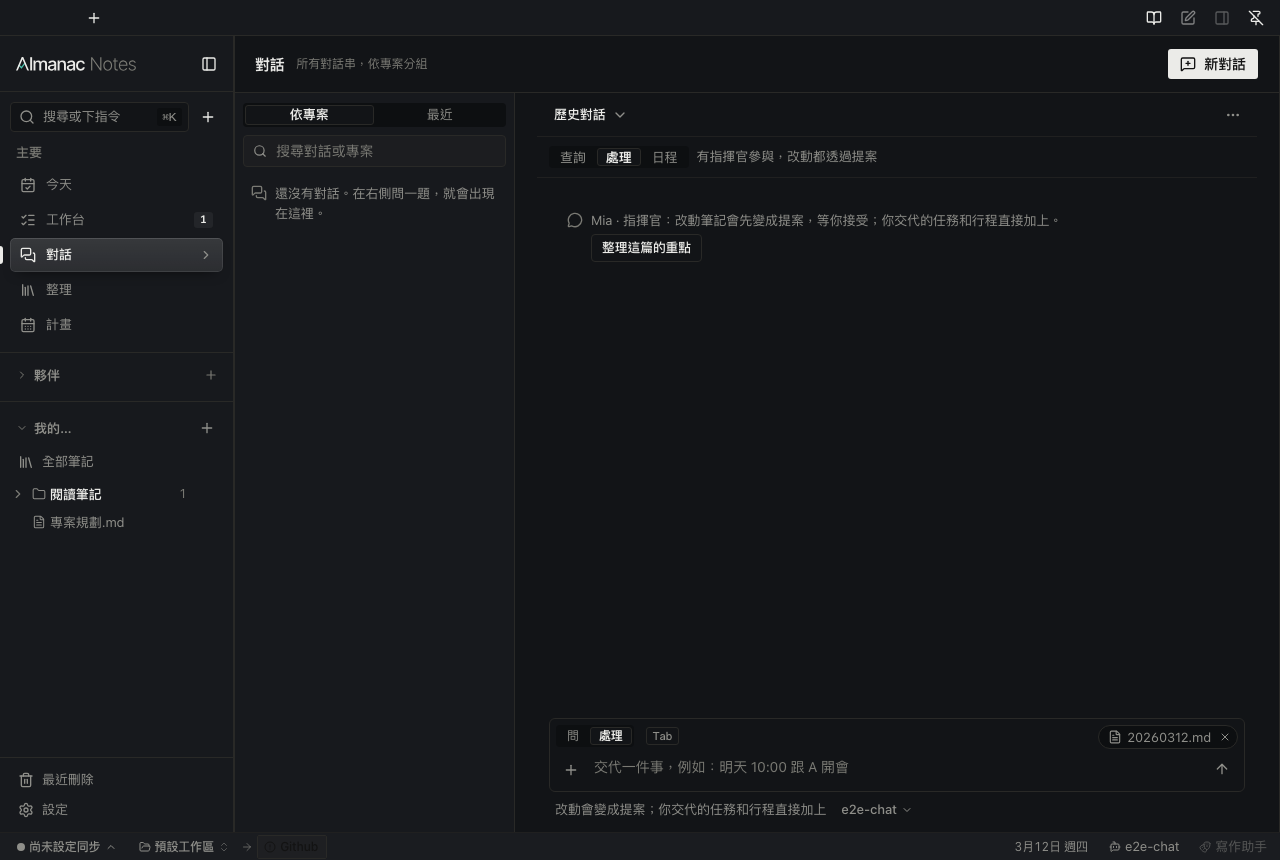 Almanac Notes
對話
所有對話串，依專案分組
新對話
搜尋或下指令
⌘K
主要
今天
工作台
1
對話
整理
計畫
夥伴
我的...
全部筆記
閱讀筆記
1
專案規劃.md
最近刪除
設定
依專案
最近
搜尋對話或專案
還沒有對話。在右側問一題，就會出現
在這裡。
歷史對話
查詢
處理
日程
有指揮官參與，改動都透過提案
Mia · 指揮官：改動筆記會先變成提案，等你接受；你交代的任務和行程直接加上。
整理這篇的重點
問
處理
Tab
20260312.md
交代一件事，例如：明天 10:00 跟 A 開會
改動會變成提案；你交代的任務和行程直接加上
e2e-chat
尚未設定同步
預設工作區
Github
3月12日 週四
e2e-chat
寫作助手